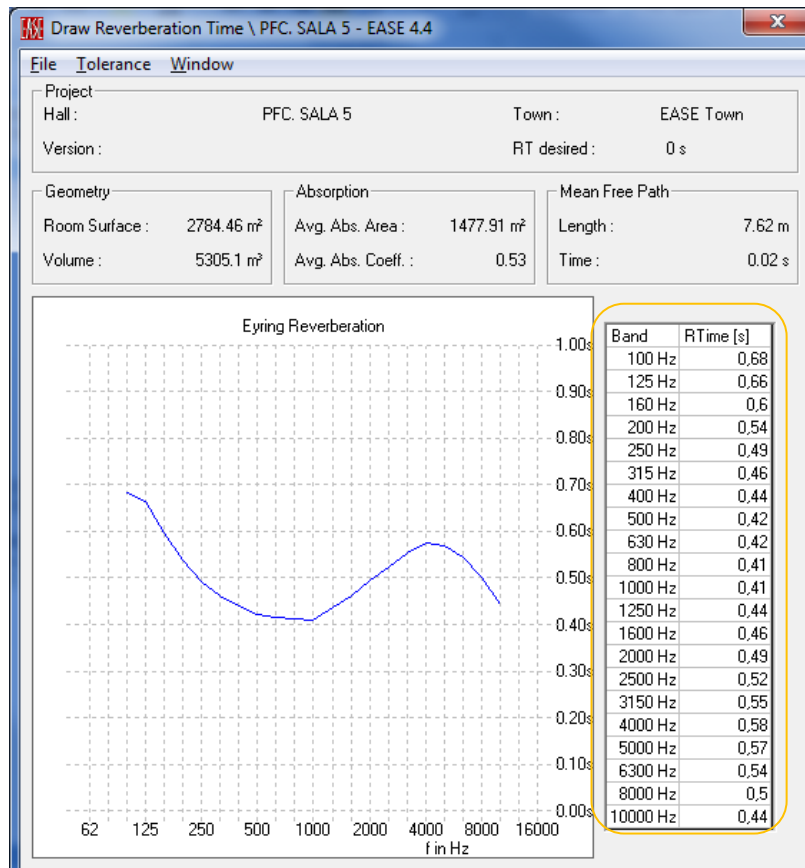 EASE Draw Reverberation Time \ PFC. SALA 5 - EASE 4.4
x
File Tolerance Window
Project
Hall : PFC. SALA 5 Town : EASE Town
Version : RT desired : 0 s
Geometry Absorption Mean Free Path
Room Surface : 2784.46 m² Avg. Abs. Area : 1477.91 m² Length : 7.62 m
Volume : 5305.1 m³ Avg. Abs. Coeff. : 0.53 Time : 0.02 s
Eyring Reverberation
1.00s
0.90s
0.80s
0.70s
0.60s
0.50s
0.40s
0.30s
0.20s
0.10s
0.00s
62 125 250 500 1000 2000 4000 8000 16000
f in Hz
Band RTime [s]
100 Hz 0,68
125 Hz 0,66
160 Hz 0,6
200 Hz 0,54
250 Hz 0,49
315 Hz 0,46
400 Hz 0,44
500 Hz 0,42
630 Hz 0,42
800 Hz 0,41
1000 Hz 0,41
1250 Hz 0,44
1600 Hz 0,46
2000 Hz 0,49
2500 Hz 0,52
3150 Hz 0,55
4000 Hz 0,58
5000 Hz 0,57
6300 Hz 0,54
8000 Hz 0,5
10000 Hz 0,44